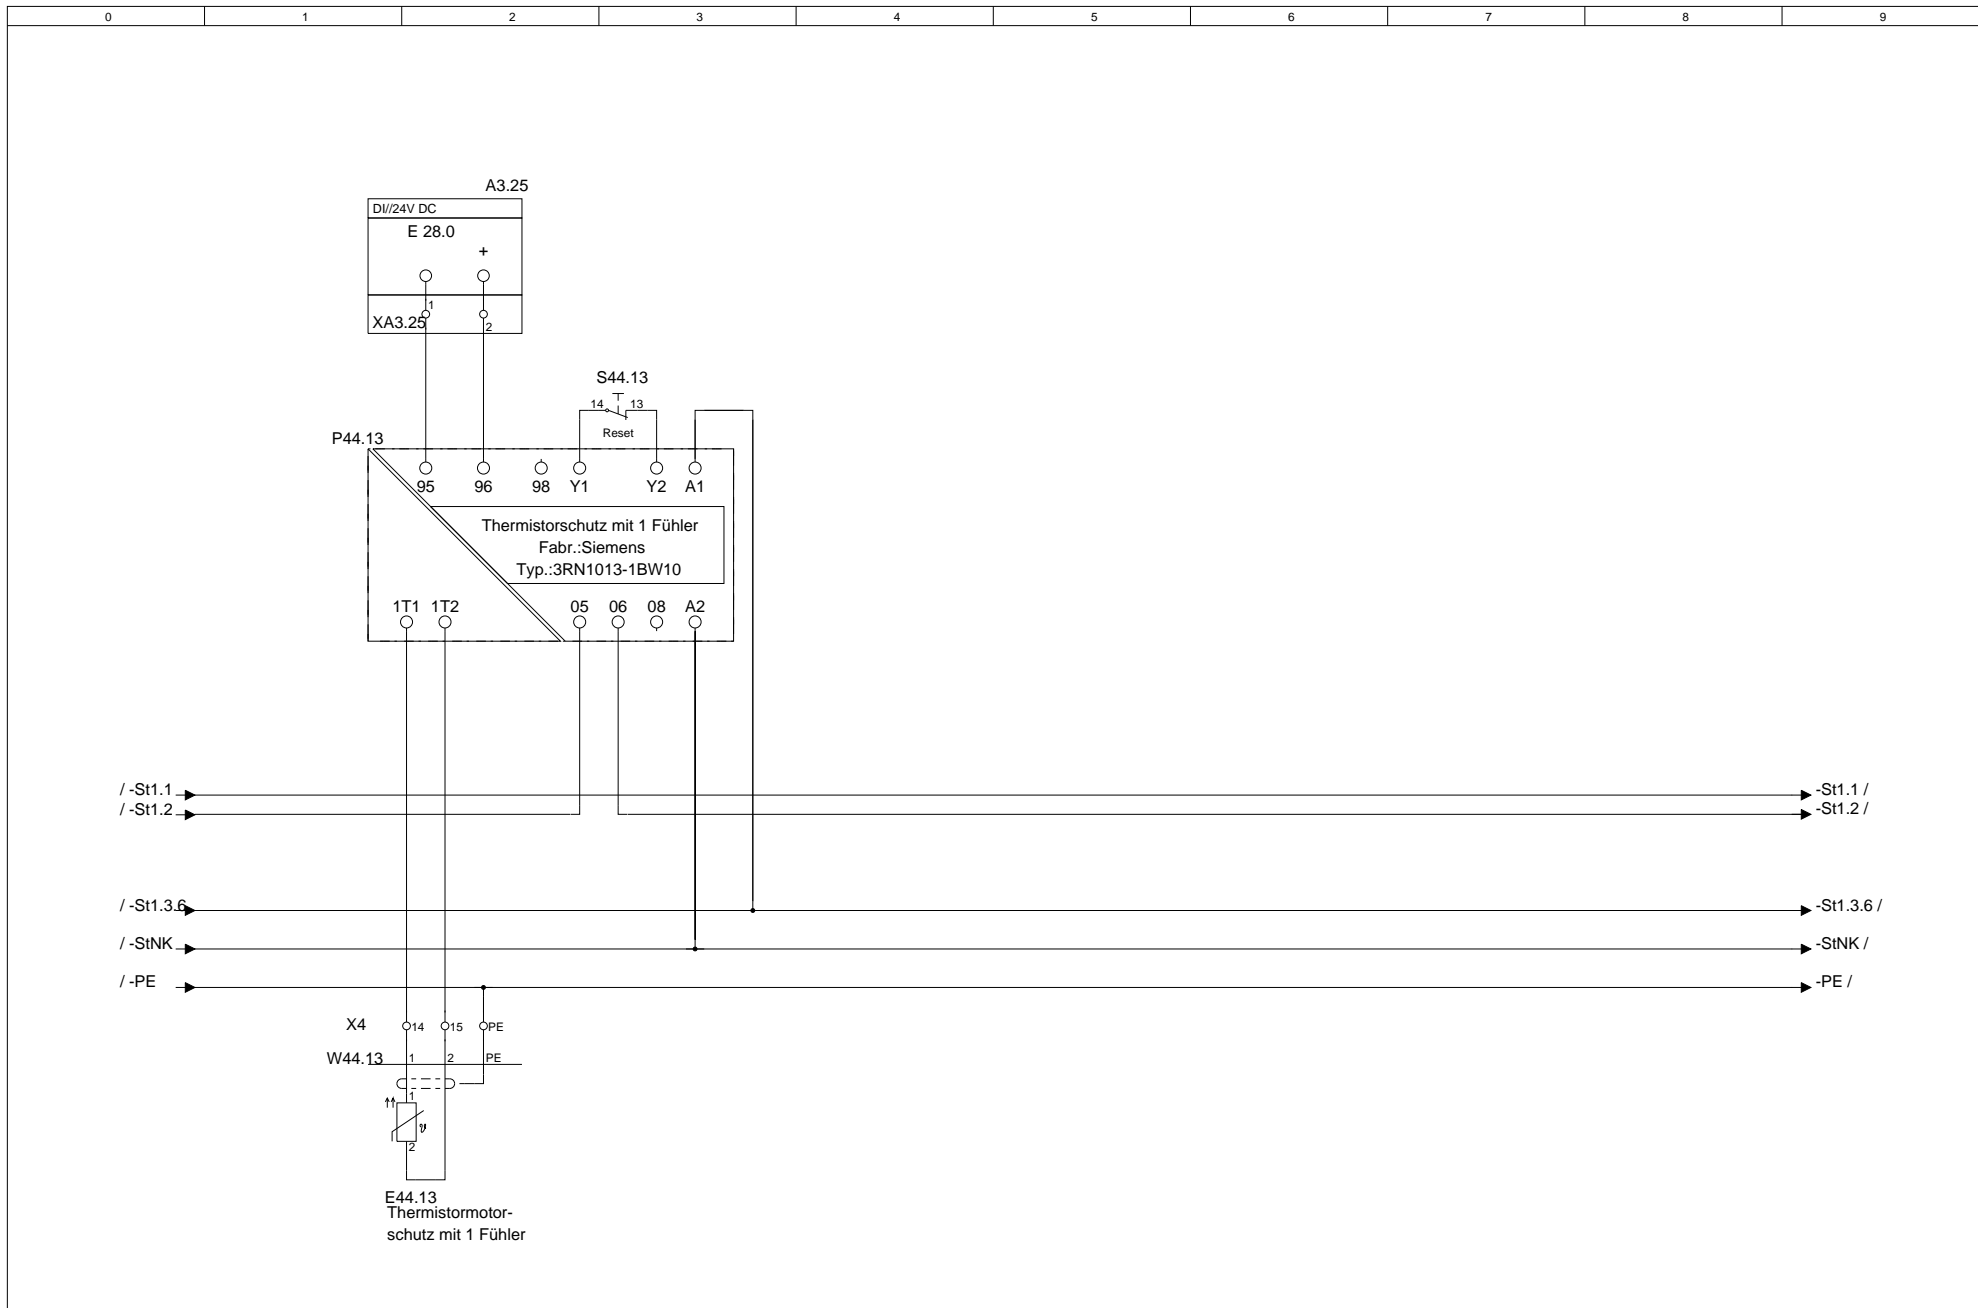 0 1 2 3 4 5 6 7 8 9
A3.25
DI//24V DC
E 28.0
+
1
XA3.25
2
S44.13
14 13
Reset
P44.13
95 96 98 Y1 Y2 A1
Thermistorschutz mit 1 Fühler
Fabr.:Siemens
Typ.:3RN1013-1BW10
1T1 1T2 05 06 08 A2
/ -St1.1 -St1.1 /
/ -St1.2 -St1.2 /
/ -St1.3.6 -St1.3.6 /
/ -StNK -StNK /
/ -PE -PE /
X4 14 15 PE
W44.13 1 2 PE
1
ϑ
2
E44.13
Thermistormotor-
schutz mit 1 Fühler